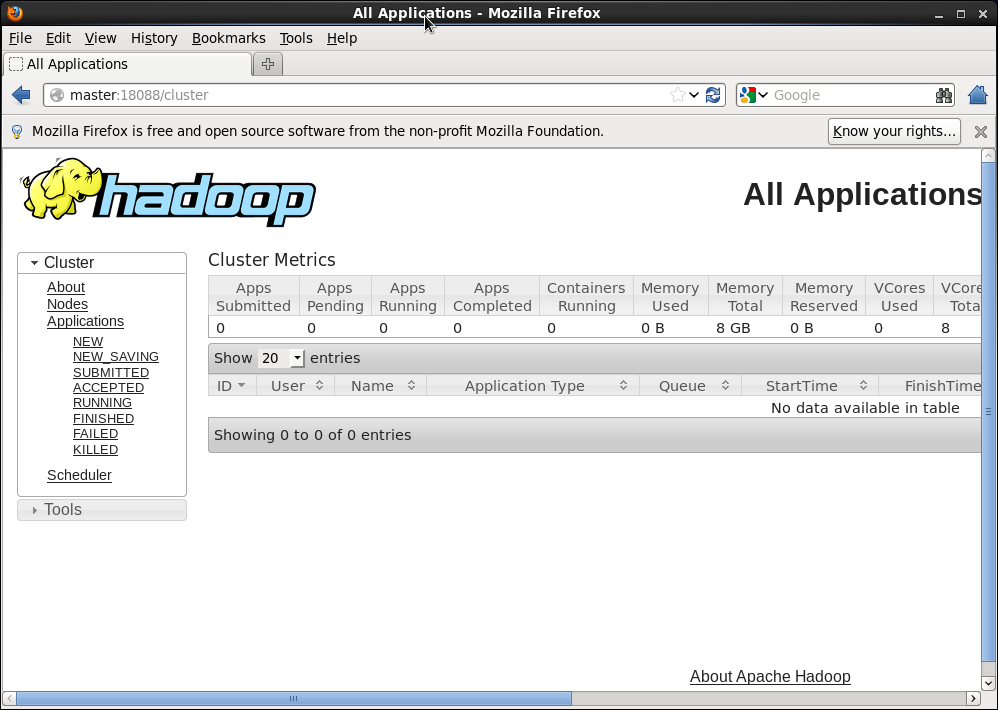 All Applications - Mozilla Firefox
File Edit View History Bookmarks Tools Help
All Applications
master:18088/cluster Google
Mozilla Firefox is free and open source software from the non-profit Mozilla Foundation. Know your rights...
hadoop
All Applications
Cluster
About
Nodes
Applications
NEW
NEW_SAVING
SUBMITTED
ACCEPTED
RUNNING
FINISHED
FAILED
KILLED
Scheduler
Tools
Cluster Metrics
Apps Apps Apps Apps Containers Memory Memory Memory VCores VCore
Submitted Pending Running Completed Running Used Total Reserved Used Tota
0 0 0 0 0 0 B 8 GB 0 B 0 8
Show 20 entries
ID User Name Application Type Queue StartTime FinishTime
No data available in table
Showing 0 to 0 of 0 entries
About Apache Hadoop